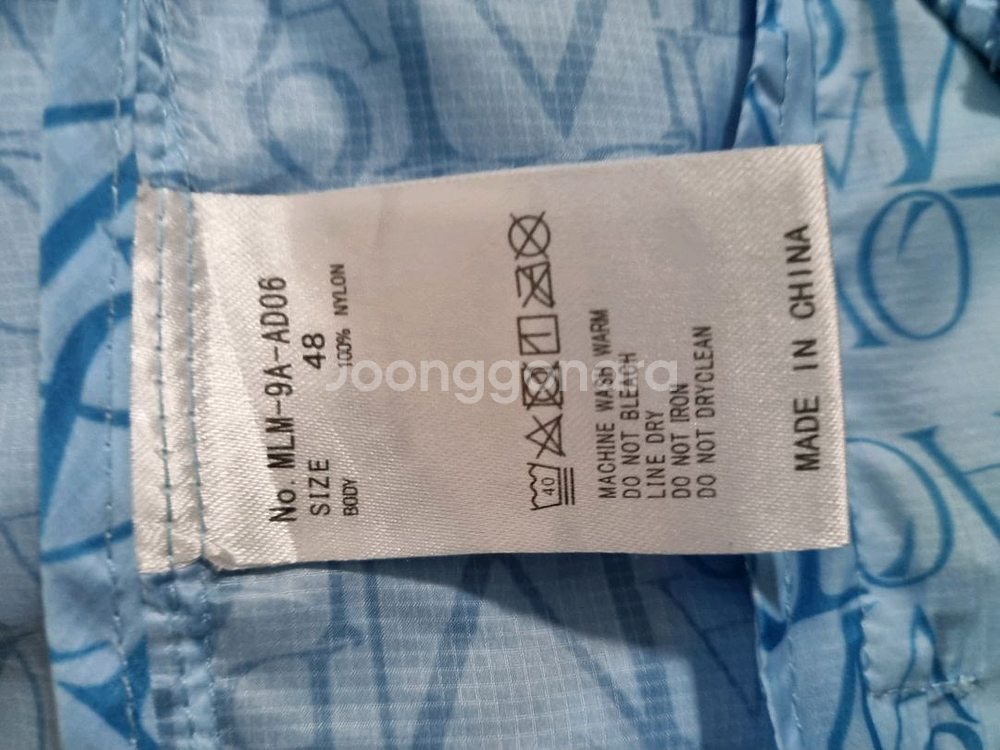 No. MLM-9A-AD06
SIZE 48
BODY 100% NYLON
40
MACHINE WASH WARM
DO NOT BLEACH
LINE DRY
DO NOT IRON
DO NOT DRYCLEAN
MADE IN CHINA
Joonggonara